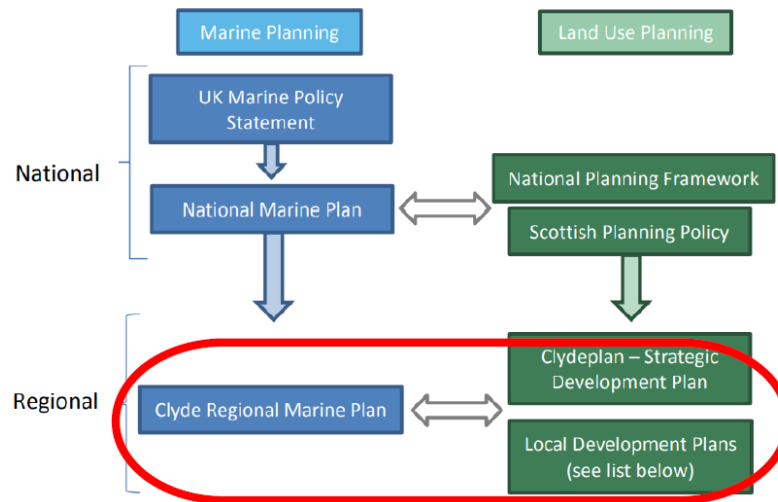 Marine Planning
Land Use Planning
UK Marine Policy
Statement
National
National Planning Framework
National Marine Plan
Scottish Planning Policy
Clydeplan – Strategic
Development Plan
Regional
Clyde Regional Marine Plan
Local Development Plans
(see list below)